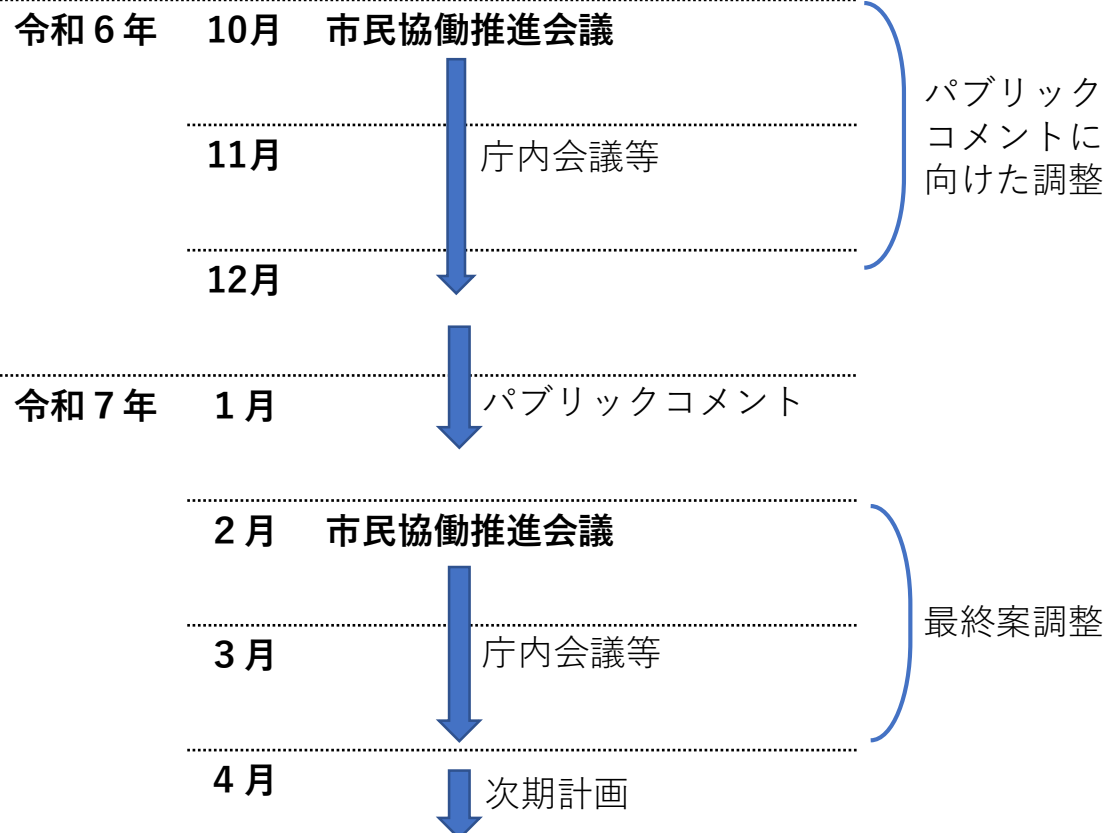 令和６年 10月 市民協働推進会議
パブリック
コメントに
向けた調整
11月 庁内会議等
12月
令和７年 １月 パブリックコメント
２月 市民協働推進会議
最終案調整
３月 庁内会議等
４月 次期計画